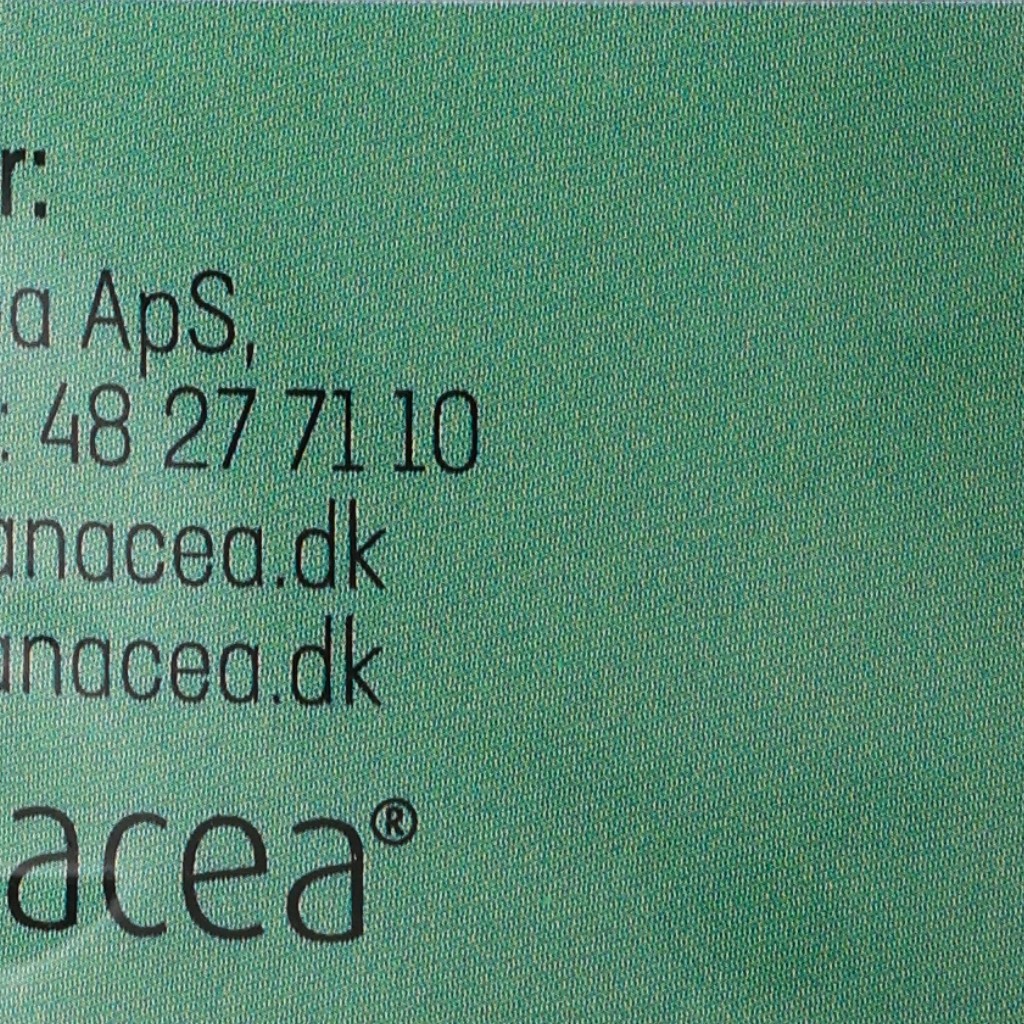 r:
a ApS,
: 48 27 71 10
anacea.dk
anacea.dk
acea®